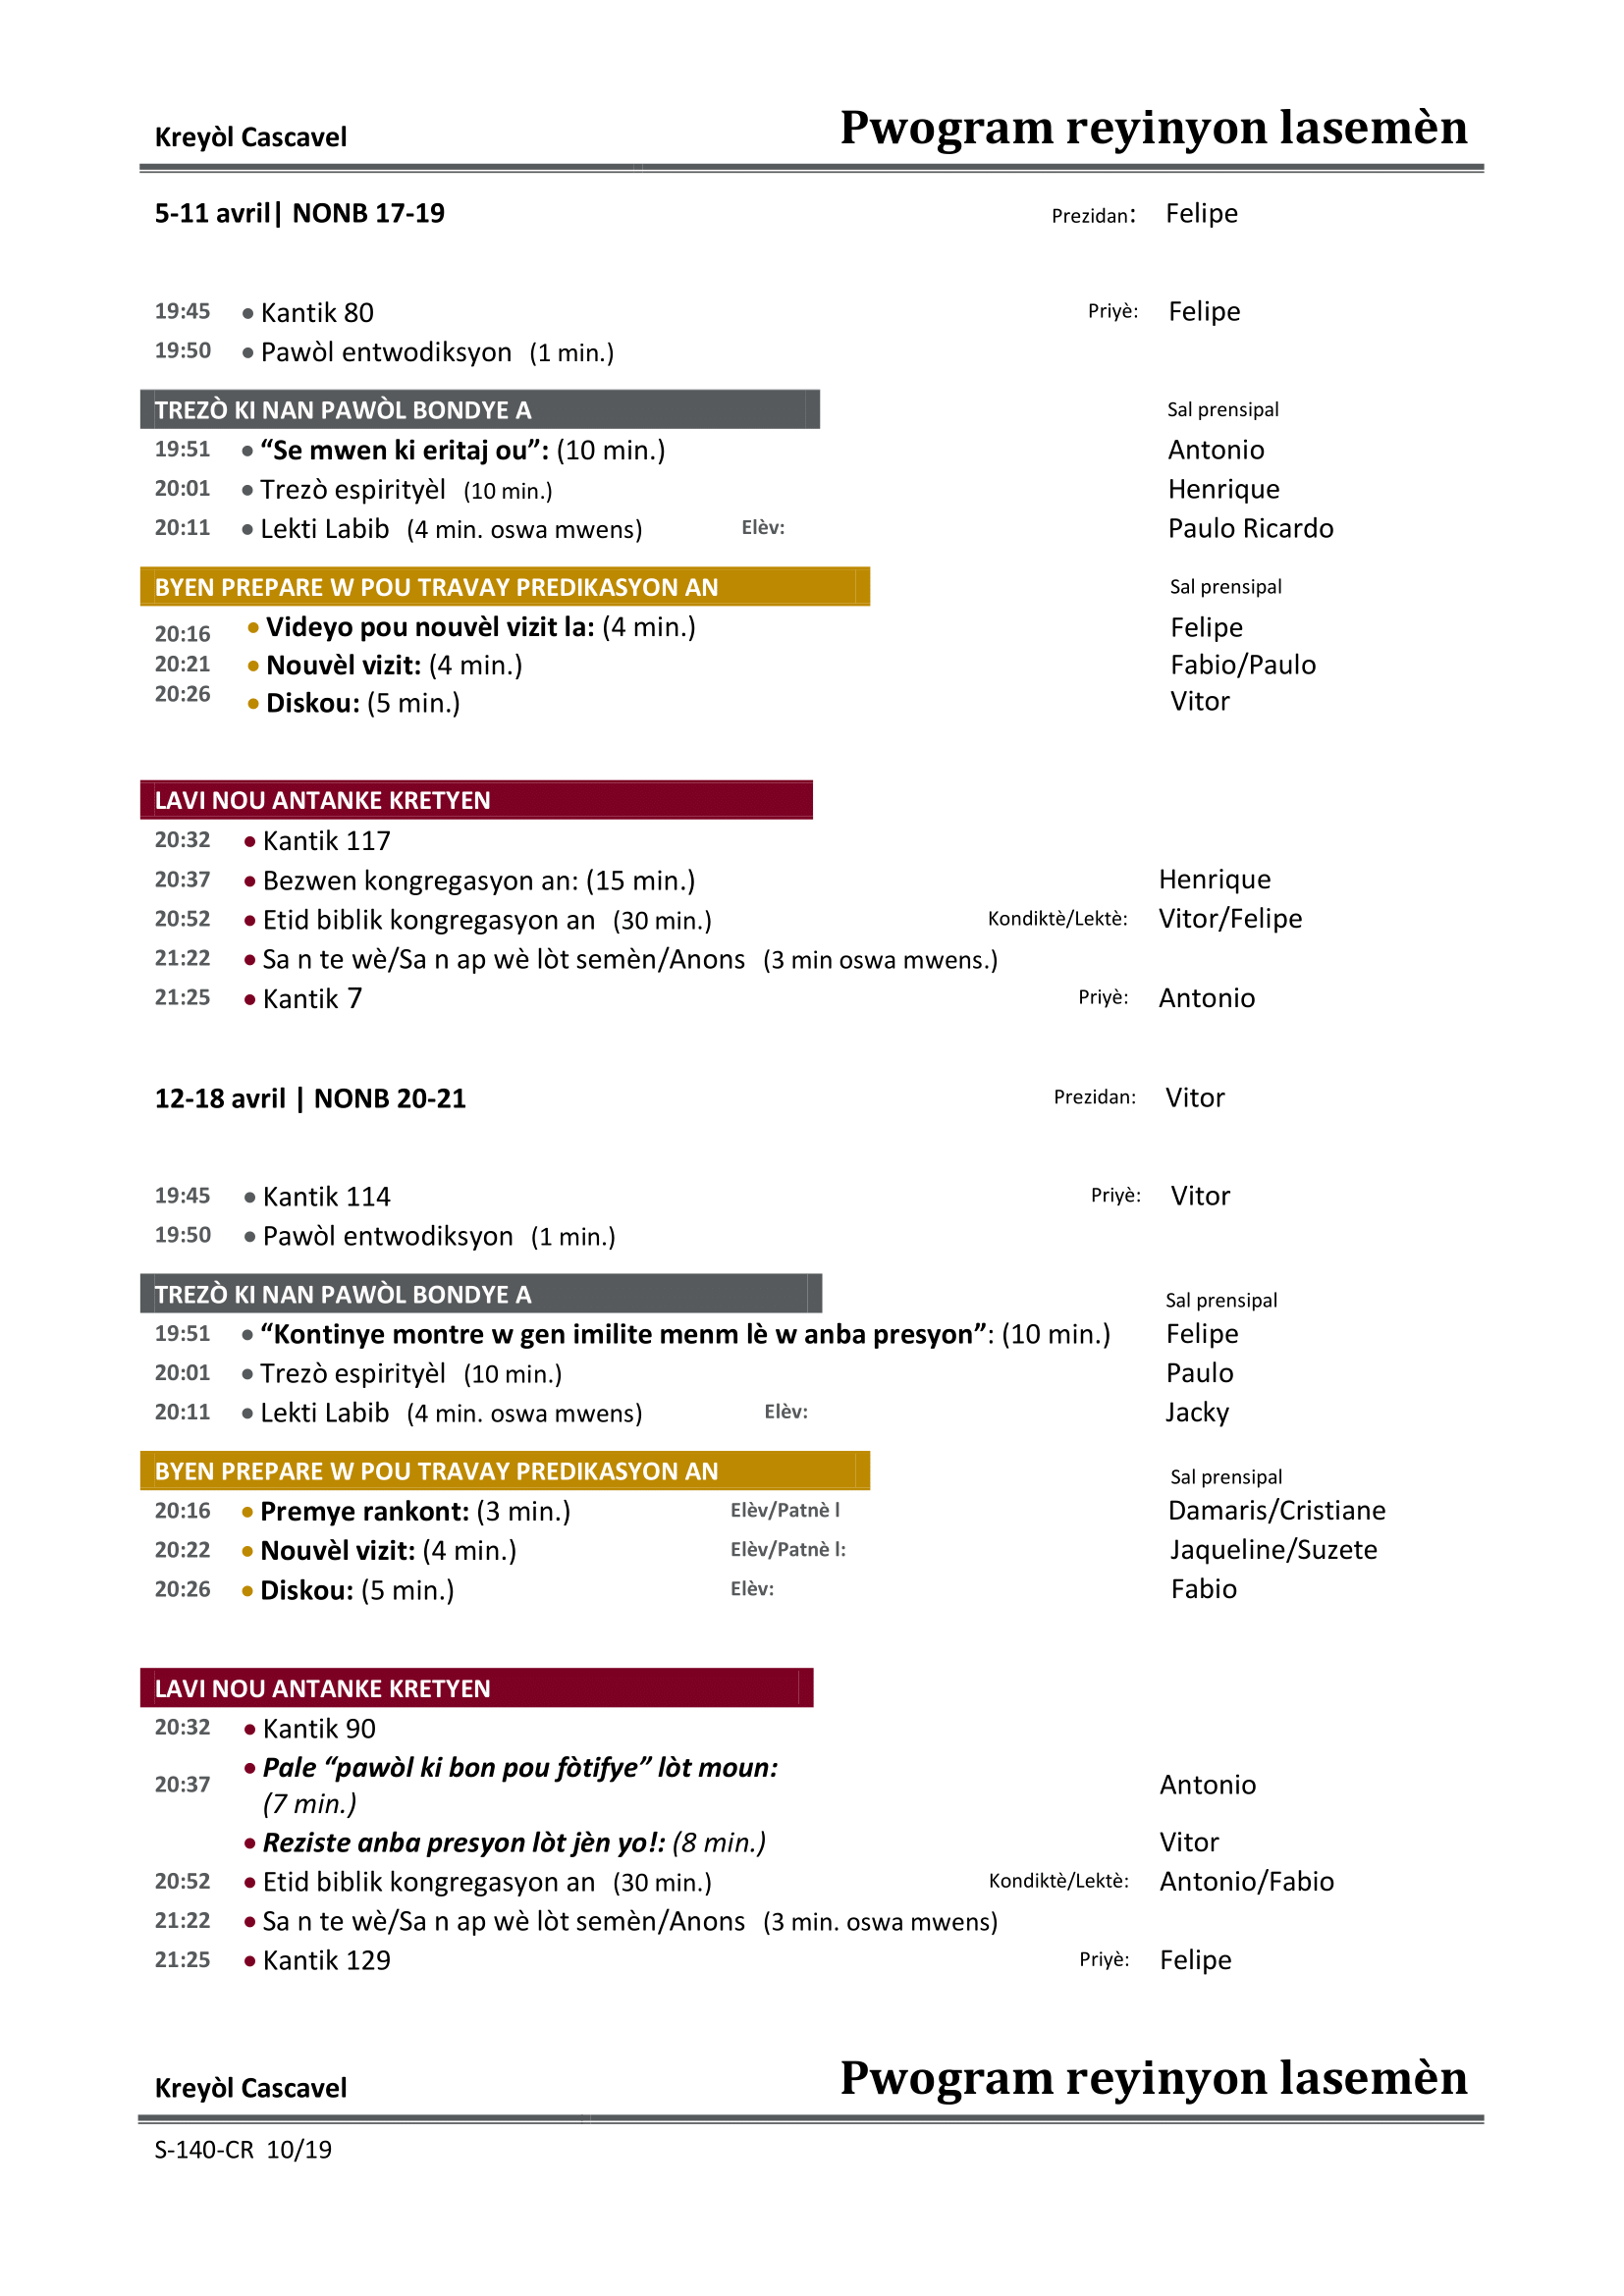 Kreyòl Cascavel Pwogram reyinyon lasemèn
5-11 avril| NONB 17-19 Prezidan: Felipe
19:45 • Kantik 80 Priyè: Felipe
19:50 • Pawòl entwodiksyon (1 min.)
TREZÒ KI NAN PAWÒL BONDYE A Sal prensipal
19:51 • “Se mwen ki eritaj ou”: (10 min.) Antonio
20:01 • Trezò espirityèl (10 min.) Henrique
20:11 • Lekti Labib (4 min. oswa mwens) Elèv: Paulo Ricardo
BYEN PREPARE W POU TRAVAY PREDIKASYON AN Sal prensipal
20:16 • Videyo pou nouvèl vizit la: (4 min.) Felipe
20:21 • Nouvèl vizit: (4 min.) Fabio/Paulo
20:26 • Diskou: (5 min.) Vitor
LAVI NOU ANTANKE KRETYEN
20:32 • Kantik 117
20:37 • Bezwen kongregasyon an: (15 min.) Henrique
20:52 • Etid biblik kongregasyon an (30 min.) Kondiktè/Lektè: Vitor/Felipe
21:22 • Sa n te wè/Sa n ap wè lòt semèn/Anons (3 min oswa mwens.)
21:25 • Kantik 7 Priyè: Antonio
12-18 avril | NONB 20-21 Prezidan: Vitor
19:45 • Kantik 114 Priyè: Vitor
19:50 • Pawòl entwodiksyon (1 min.)
TREZÒ KI NAN PAWÒL BONDYE A Sal prensipal
19:51 • “Kontinye montre w gen imilite menm lè w anba presyon”: (10 min.) Felipe
20:01 • Trezò espirityèl (10 min.) Paulo
20:11 • Lekti Labib (4 min. oswa mwens) Elèv: Jacky
BYEN PREPARE W POU TRAVAY PREDIKASYON AN Sal prensipal
20:16 • Premye rankont: (3 min.) Elèv/Patnè l Damaris/Cristiane
20:22 • Nouvèl vizit: (4 min.) Elèv/Patnè l: Jaqueline/Suzete
20:26 • Diskou: (5 min.) Elèv: Fabio
LAVI NOU ANTANKE KRETYEN
20:32 • Kantik 90
20:37 • Pale “pawòl ki bon pou fòtifye” lòt moun:
(7 min.) Antonio
• Reziste anba presyon lòt jèn yo!: (8 min.) Vitor
20:52 • Etid biblik kongregasyon an (30 min.) Kondiktè/Lektè: Antonio/Fabio
21:22 • Sa n te wè/Sa n ap wè lòt semèn/Anons (3 min. oswa mwens)
21:25 • Kantik 129 Priyè: Felipe
Kreyòl Cascavel Pwogram reyinyon lasemèn
S-140-CR 10/19